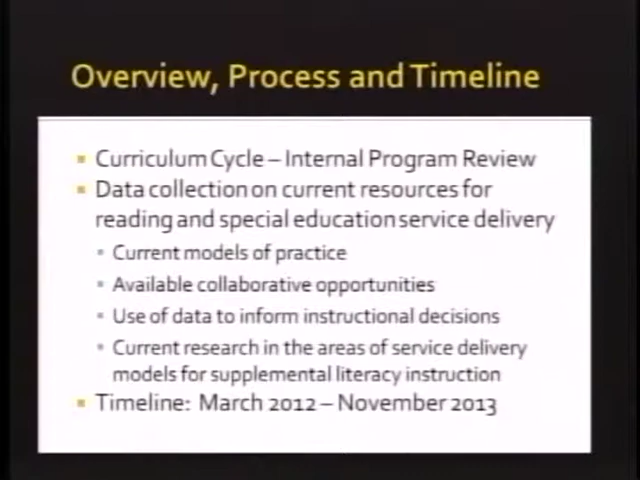 Overview, Process and Timeline
Curriculum Cycle – Internal Program Review
Data collection on current resources for
reading and special education service delivery
Current models of practice
Available collaborative opportunities
Use of data to inform instructional decisions
Current research in the areas of service delivery
models for supplemental literacy instruction
Timeline: March 2012 – November 2013